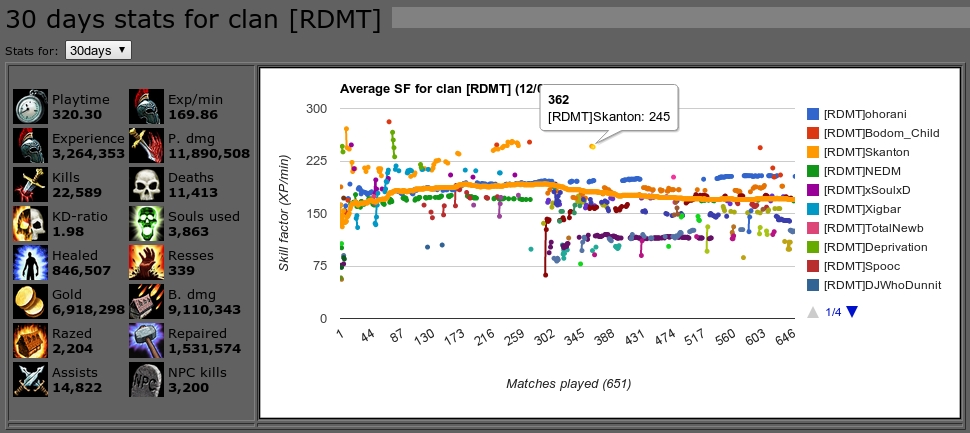 30 days stats for clan [RDMT]
Stats for: 30days
Playtime 320.30
Exp/min 169.86
Experience 3,264,353
P. dmg 11,890,508
Kills 22,589
Deaths 11,413
KD-ratio 1.98
Souls used 3,863
Healed 846,507
Resses 339
Gold 6,918,298
B. dmg 9,110,343
Razed 2,204
Repaired 1,531,574
Assists 14,822
NPC
NPC kills 3,200
Average SF for clan [RDMT] (12/
362
[RDMT]Skanton: 245
Skill factor (XP/min)
300
225
150
75
0
1 44 87 130 173 216 259 302 345 388 431 474 517 560 603 646
Matches played (651)
[RDMT]ohorani
[RDMT]Bodom_Child
[RDMT]Skanton
[RDMT]NEDM
[RDMT]xSoulxD
[RDMT]Xigbar
[RDMT]TotalNewb
[RDMT]Deprivation
[RDMT]Spooc
[RDMT]DJWhoDunnit
1/4